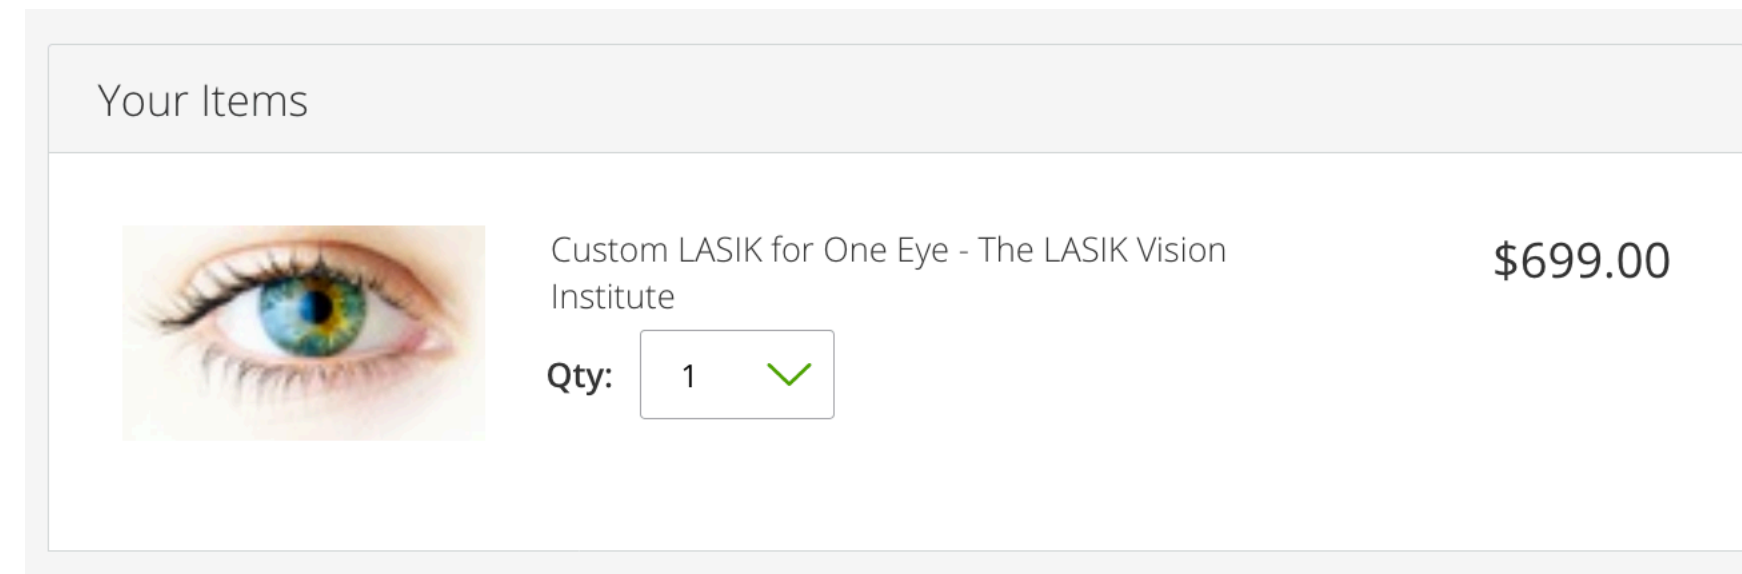 Your Items
Custom LASIK for One Eye - The LASIK Vision
Institute
$699.00
Qty: 1